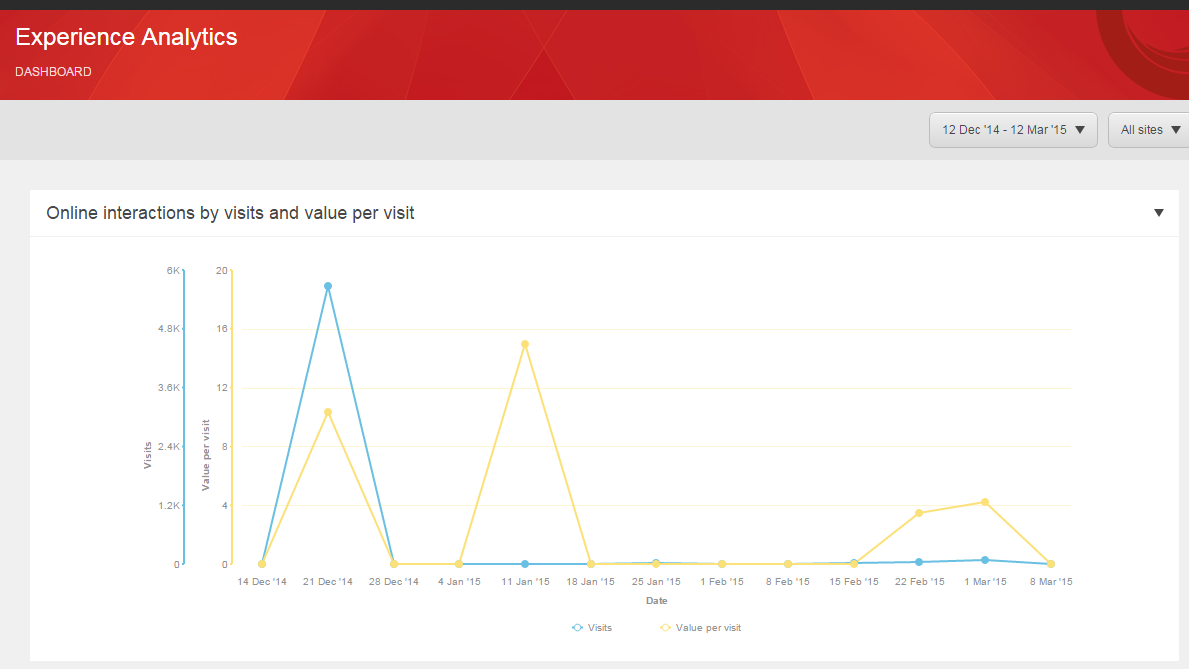 Experience Analytics
DASHBOARD
12 Dec '14 - 12 Mar '15
All sites
Online interactions by visits and value per visit
6K
4.8K
3.6K
2.4K
1.2K
0
Visits
20
16
12
8
4
0
Value per visit
14 Dec '14 21 Dec '14 28 Dec '14 4 Jan '15 11 Jan '15 18 Jan '15 25 Jan '15 1 Feb '15 8 Feb '15 15 Feb '15 22 Feb '15 1 Mar '15 8 Mar '15
Date
Visits Value per visit